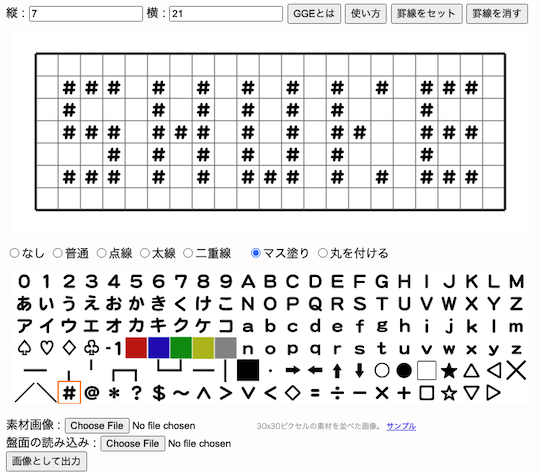 縦：7 横：21 GGEとは 使い方 罫線をセット 罫線を消す
# # # # # # # # # # # #
# # # # # # #
# # # # # # # # # # # # #
# # # # # # #
# # # # # # # # # # # # #
なし 普通 点線 太線 二重線 マス塗り 丸を付ける
0 1 2 3 4 5 6 7 8 9 A B C D E F G H I J K L M
あ い う え お か き く け こ N O P Q R S T U V W X Y Z
ア イ ウ エ オ カ キ ク ケ コ a b c d e f g h i j k l m
♤ ♡ ♢ ♧ -1 n o p q r s t u v w x y z
· → ← ↑ ↓ ○ ● ★ △ ◁ ╳
╱ ╲ # @ * ? $ ~ ∧ > ∨ < ◇ = ÷ − × + □ ☆ ▽ ▷
素材画像：Choose File No file chosen 30x30ピクセルの素材を並べた画像。 サンプル
盤面の読み込み：Choose File No file chosen
画像として出力